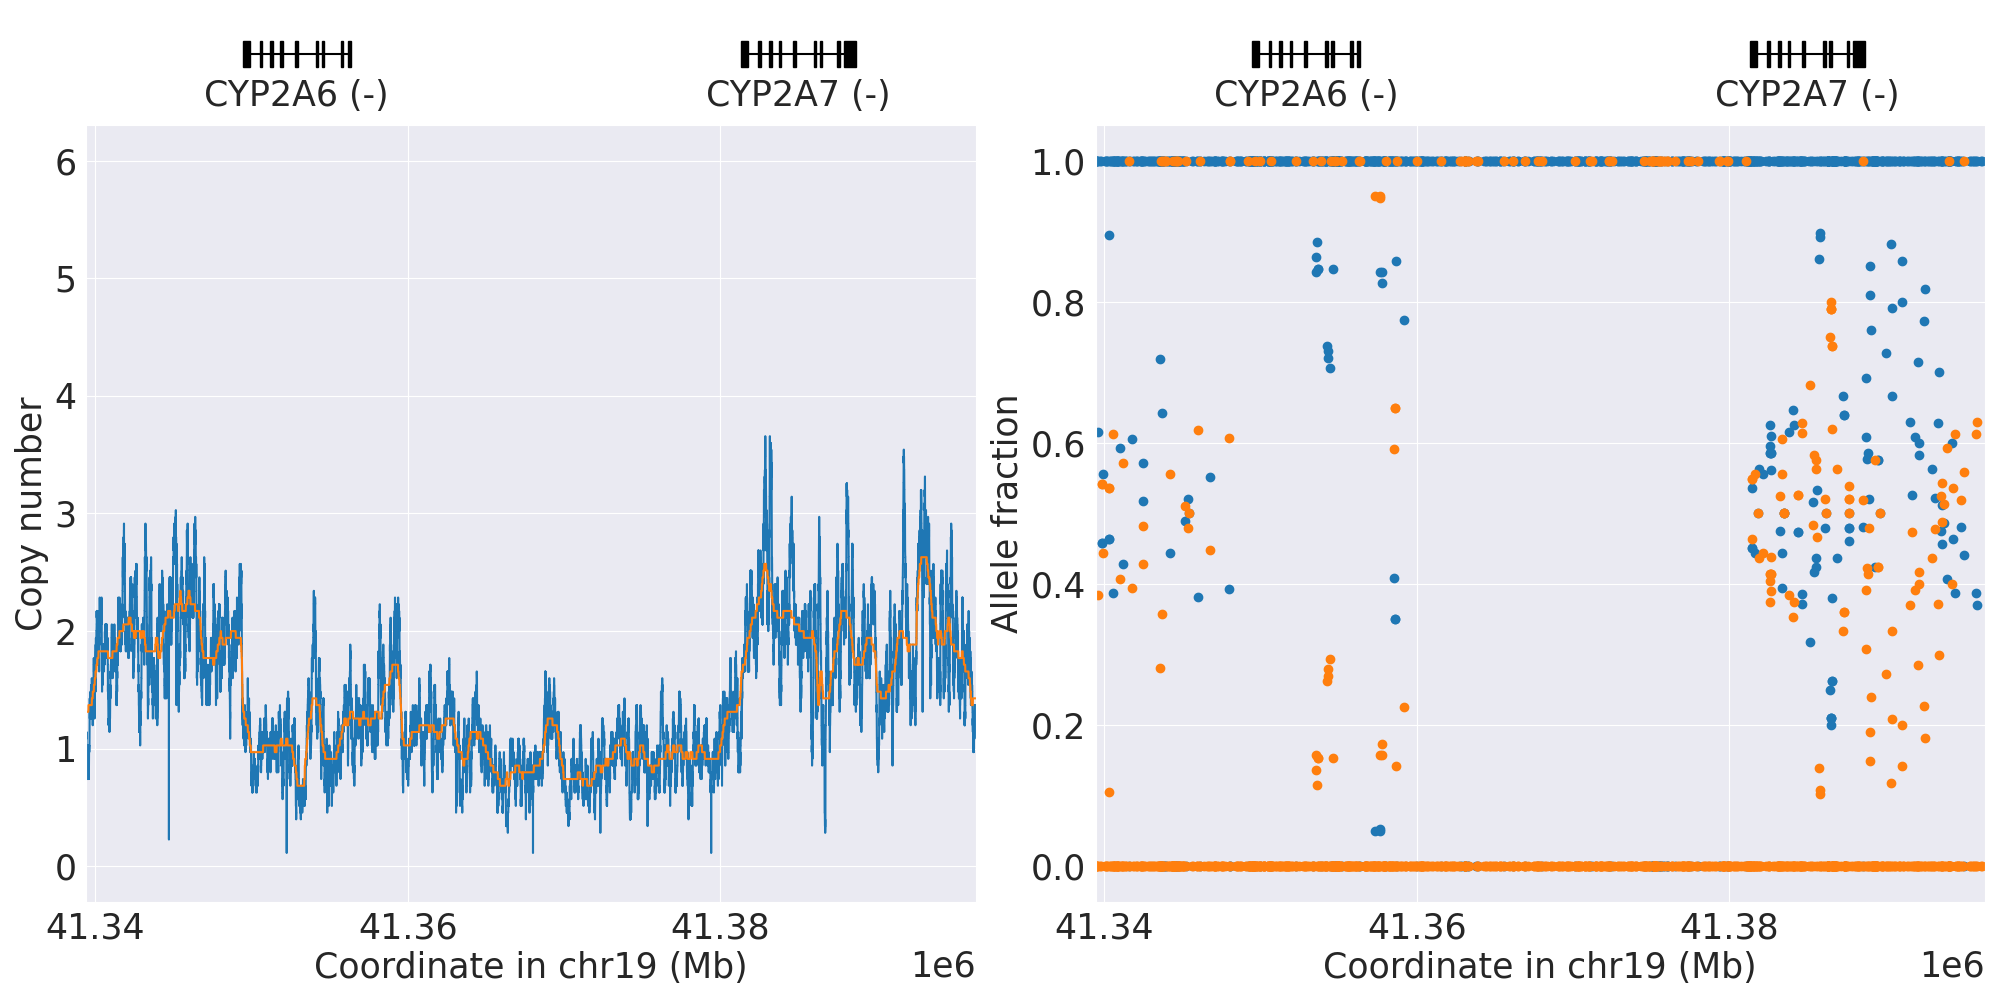 CYP2A6 (-)
CYP2A7 (-)
6
5
4
3
2
1
0
Copy number
41.34
41.36
41.38
Coordinate in chr19 (Mb)
1e6
CYP2A6 (-)
CYP2A7 (-)
1.0
0.8
0.6
0.4
0.2
0.0
Allele fraction
41.34
41.36
41.38
Coordinate in chr19 (Mb)
1e6